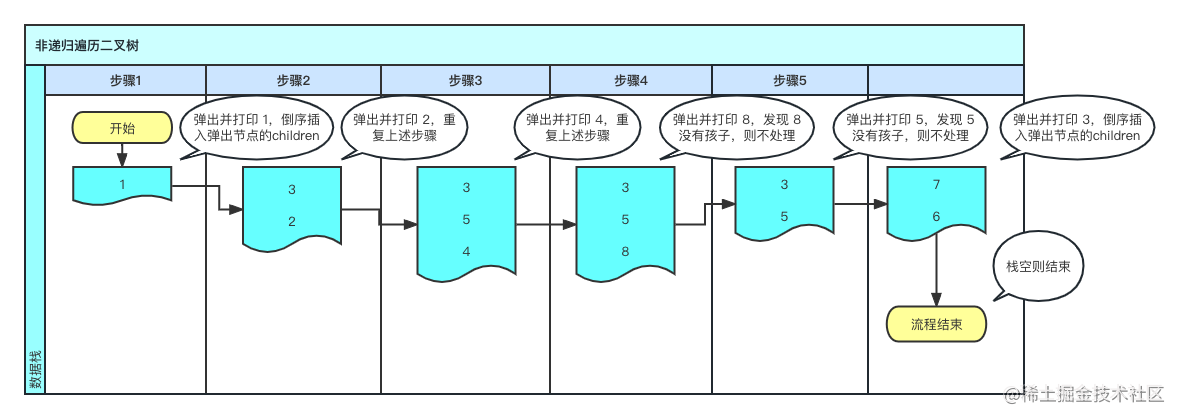 非递归遍历二叉树
步骤1
步骤2
步骤3
步骤4
步骤5
开始
弹出并打印 1，倒序插
入弹出节点的children
弹出并打印 2，重
复上述步骤
弹出并打印 4，重
复上述步骤
弹出并打印 8，发现 8
没有孩子，则不处理
弹出并打印 5，发现 5
没有孩子，则不处理
弹出并打印 3，倒序插
入弹出节点的children
1
3
2
3
5
4
3
5
8
3
5
7
6
栈空则结束
流程结束
数据栈
@稀土掘金技术社区